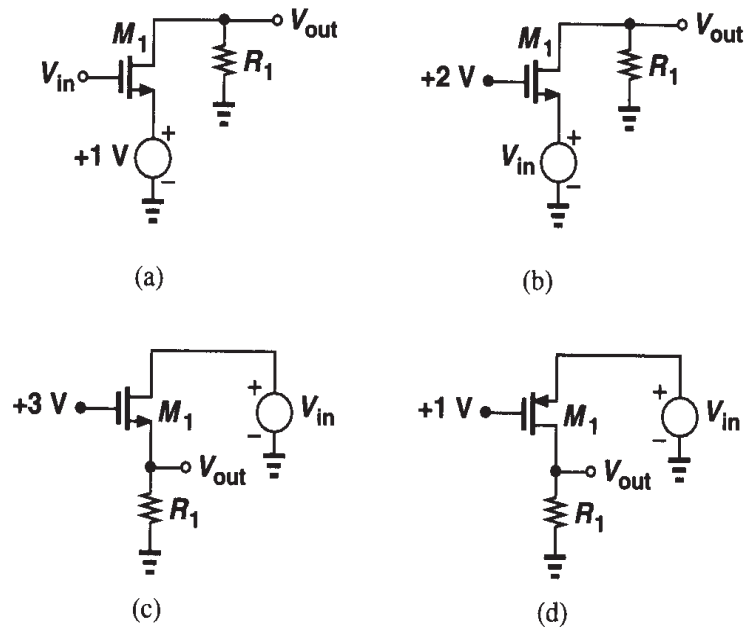 M1
Vout
Vin
R1
+1 V
+
−
(a)
M1
Vout
+2 V
R1
Vin
+
−
(b)
+3 V
M1
+
−
Vin
Vout
R1
(c)
+1 V
M1
+
−
Vin
Vout
R1
(d)